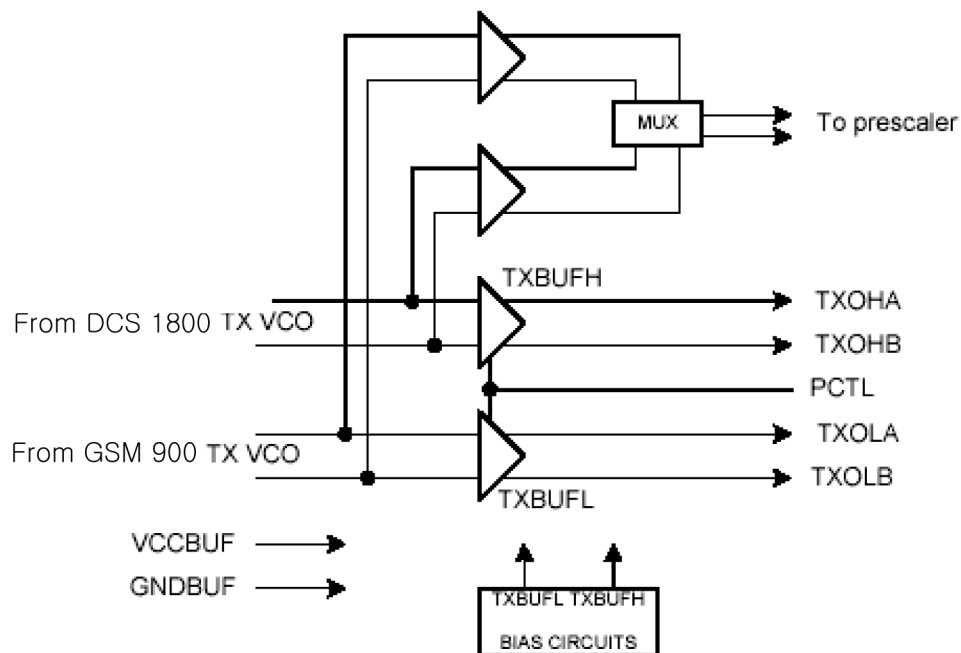 MUX
To prescaler
TXBUFH
TXOHA
From DCS 1800 TX VCO
TXOHB
PCTL
TXOLA
From GSM 900 TX VCO
TXOLB
TXBUFL
VCCBUF
GNDBUF
TXBUFL TXBUFH
BIAS CIRCUITS